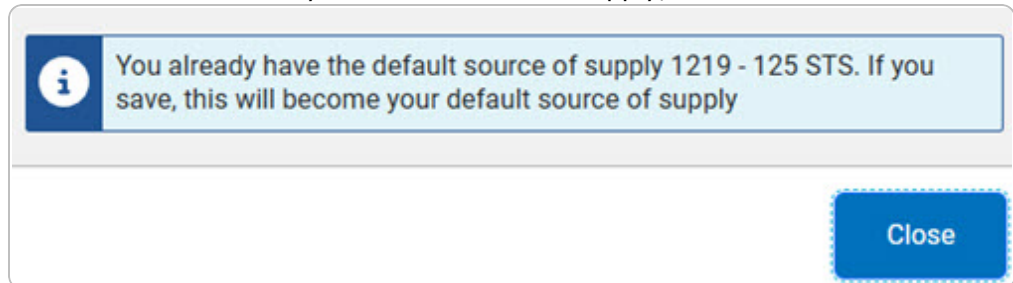 You already have the default source of supply 1219 - 125 STS. If you
save, this will become your default source of supply
Close